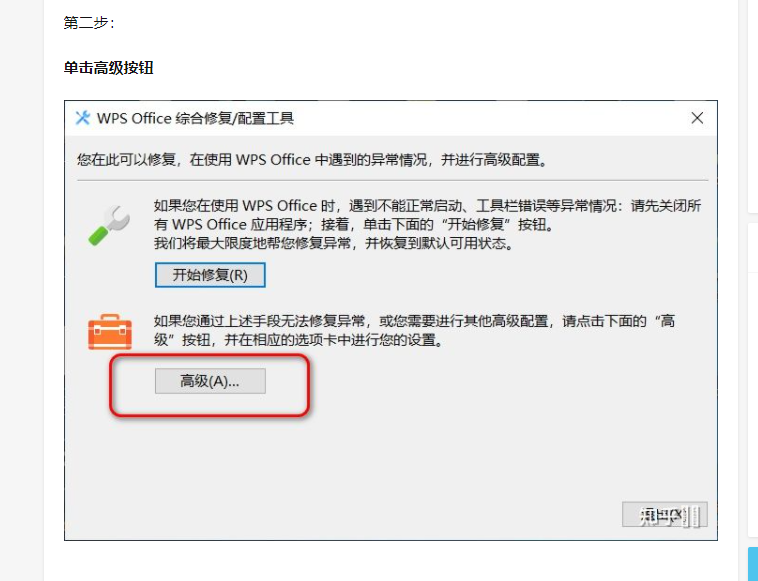 第二步：
单击高级按钮
WPS Office 综合修复/配置工具
您在此可以修复，在使用 WPS Office 中遇到的异常情况，并进行高级配置。
如果您在使用 WPS Office 时，遇到不能正常启动、工具栏错误等异常情况：请先关闭所
有 WPS Office 应用程序；接着，单击下面的“开始修复”按钮。
我们将最大限度地帮您修复异常，并恢复到默认可用状态。
开始修复(R)
如果您通过上述手段无法修复异常，或您需要进行其他高级配置，请点击下面的“高
级”按钮，并在相应的选项卡中进行您的设置。
高级(A)...